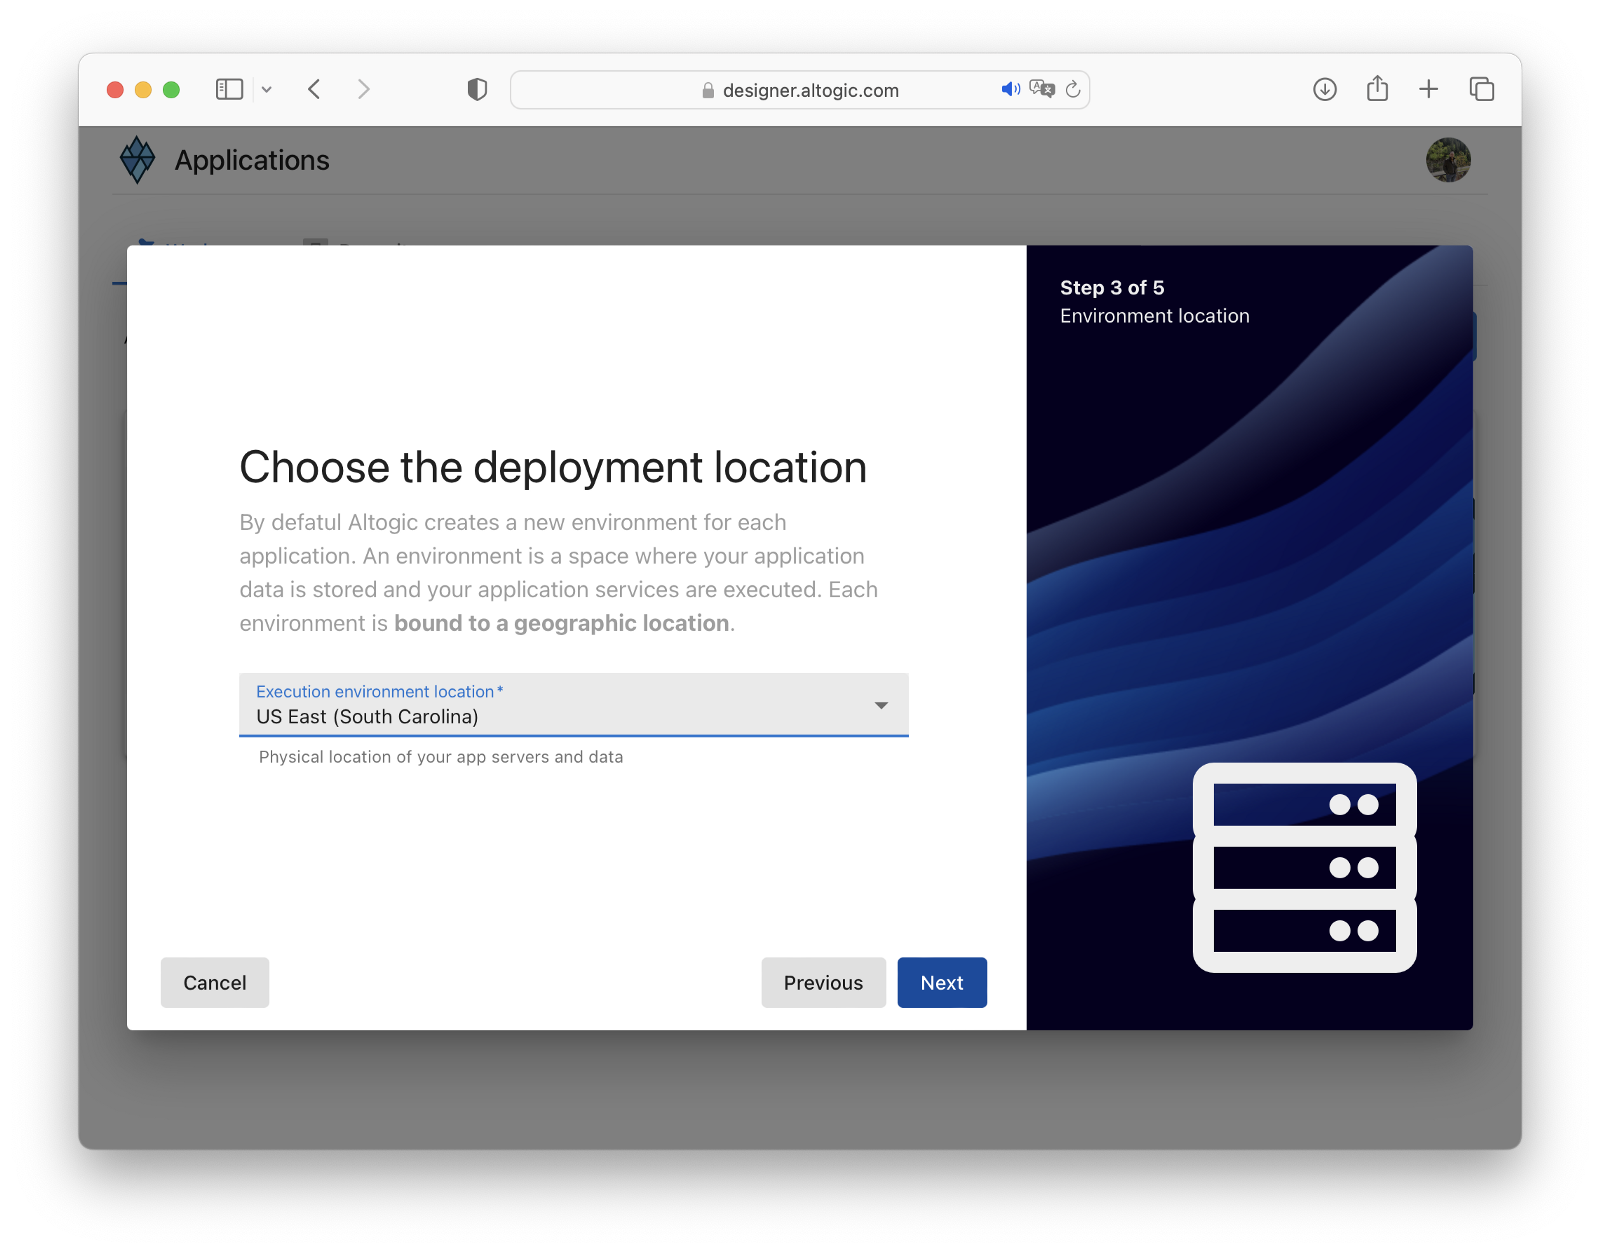 designer.altogic.com
Applications
Step 3 of 5
Environment location
Choose the deployment location
By defatul Altogic creates a new environment for each
application. An environment is a space where your application
data is stored and your application services are executed. Each
environment is bound to a geographic location.
Execution environment location*
US East (South Carolina)
Physical location of your app servers and data
Cancel
Previous
Next